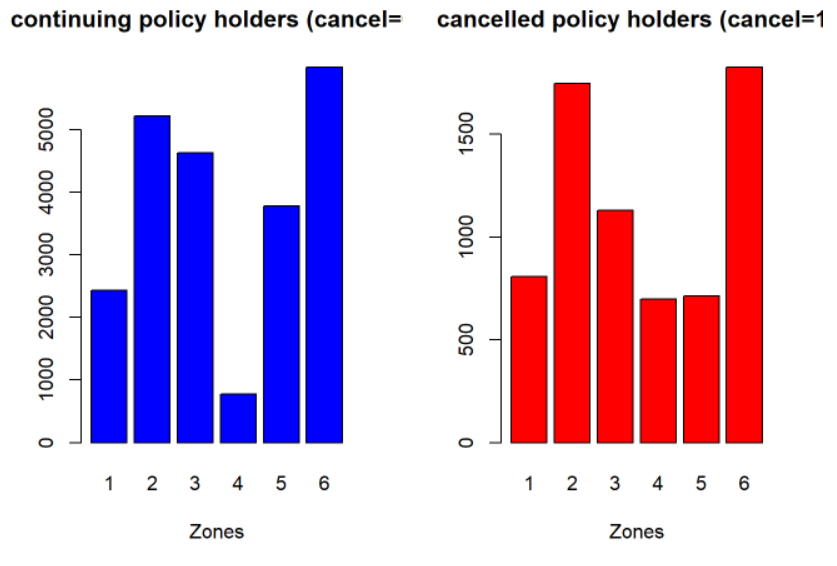 continuing policy holders (cancel=
cancelled policy holders (cancel=1
5000
4000
3000
2000
1000
0
1 2 3 4 5 6
Zones
1500
1000
500
0
1 2 3 4 5 6
Zones